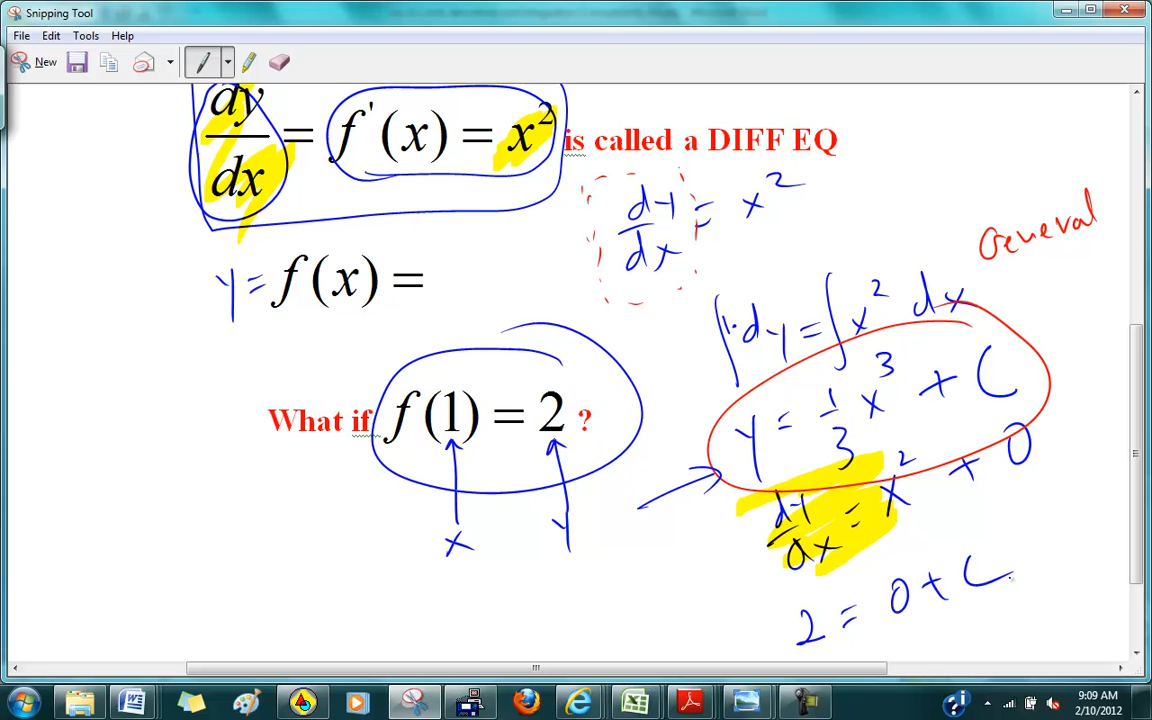 Snipping Tool
File Edit Tools Help
New
dy/dx = f'(x) = x² is called a DIFF EQ
dy/dx = x²
General
y = f(x) =
∫1·dy = ∫x² dx
What if f(1) = 2 ?
y = 1/3 x³ + C
dy/dx = x² + 0
x y
2 = 0 + C
9:09 AM
2/10/2012